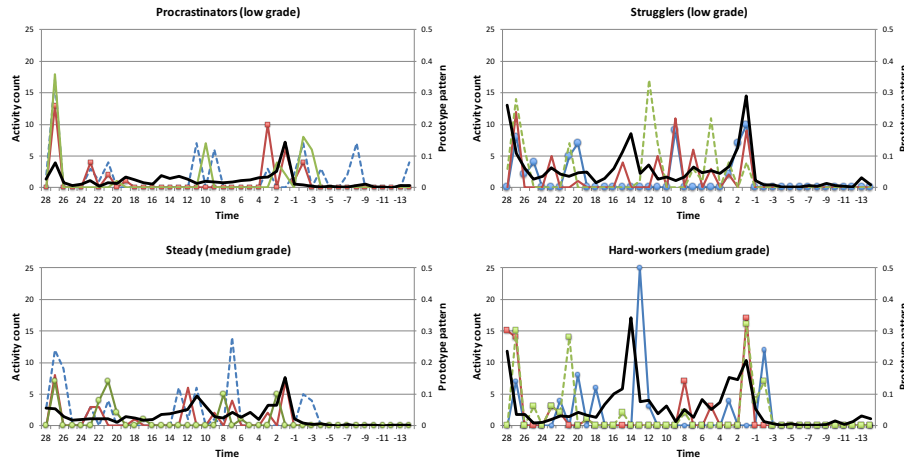 Procrastinators (low grade)
25 20 15 10 5 0
Activity count
0.5 0.4 0.3 0.2 0.1 0
Prototype pattern
28 26 24 22 20 18 16 14 12 10 8 6 4 2 -1 -3 -5 -7 -9 -11 -13
Time
Strugglers (low grade)
25 20 15 10 5 0
Activity count
0.5 0.4 0.3 0.2 0.1 0
Prototype pattern
28 26 24 22 20 18 16 14 12 10 8 6 4 2 -1 -3 -5 -7 -9 -11 -13
Time
Steady (medium grade)
25 20 15 10 5 0
Activity count
0.5 0.4 0.3 0.2 0.1 0
Prototype pattern
28 26 24 22 20 18 16 14 12 10 8 6 4 2 -1 -3 -5 -7 -9 -11 -13
Time
Hard-workers (medium grade)
25 20 15 10 5 0
Activity count
0.5 0.4 0.3 0.2 0.1 0
Prototype pattern
28 26 24 22 20 18 16 14 12 10 8 6 4 2 -1 -3 -5 -7 -9 -11 -13
Time